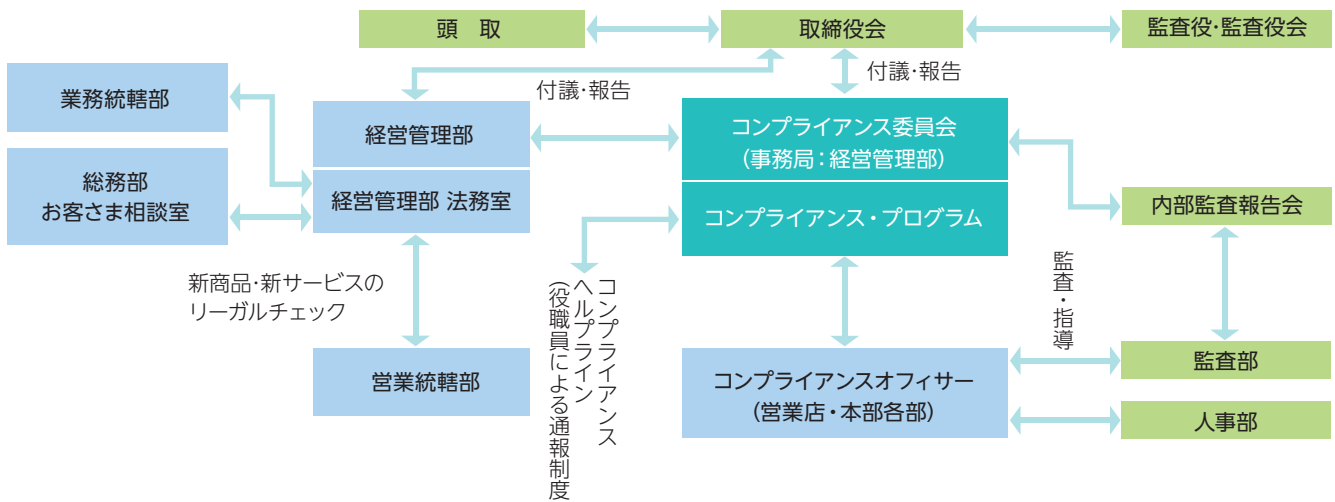 頭　取
取締役会
監査役・監査役会
付議・報告
付議・報告
業務統轄部
経営管理部
コンプライアンス委員会
（事務局：経営管理部）
総務部
お客さま相談室
経営管理部 法務室
コンプライアンス・プログラム
内部監査報告会
新商品・新サービスの
リーガルチェック
コンプライアンス
ヘルプライン
（役職員による通報制度
監査・指導
営業統轄部
コンプライアンスオフィサー
（営業店・本部各部）
監査部
人事部